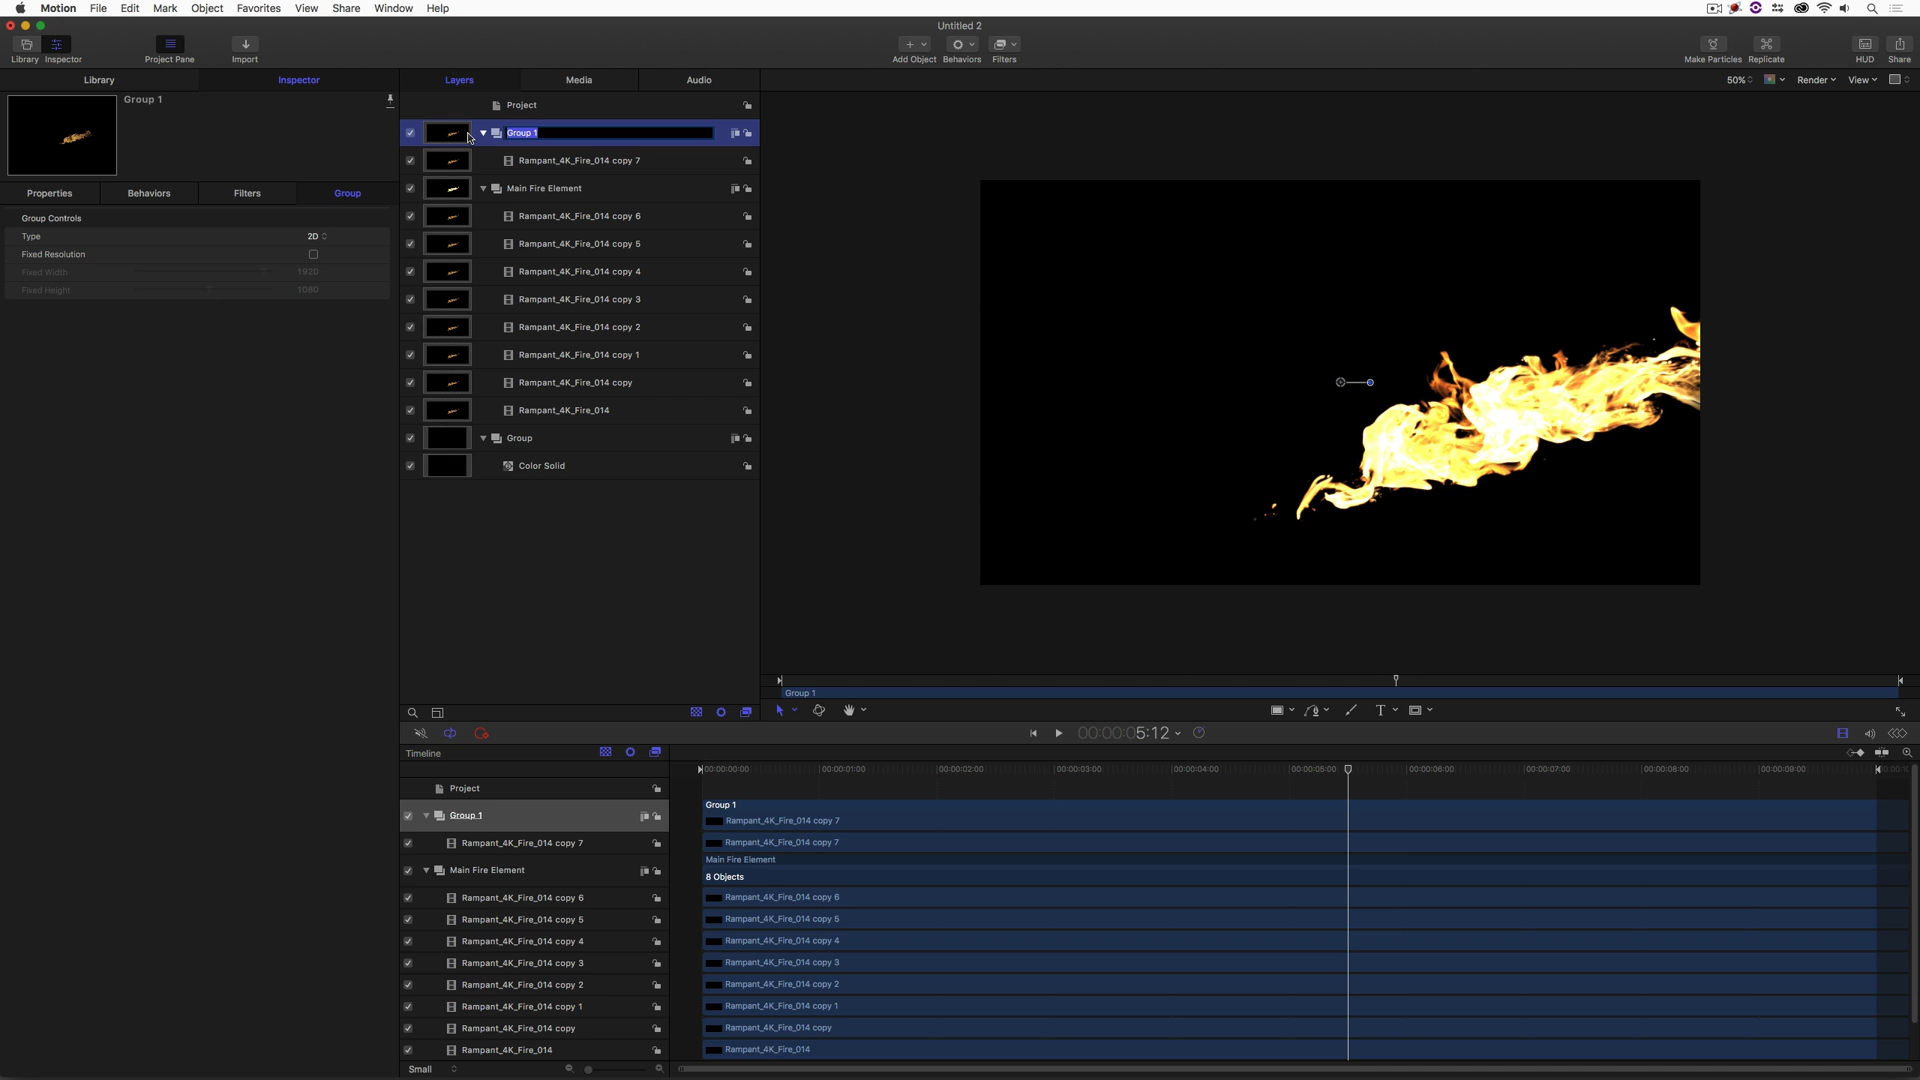 Motion File Edit Mark Object Favorites View Share Window Help
Untitled 2
Library Inspector Project Pane Import Add Object Behaviors Filters Make Particles Replicate HUD Share
Library Inspector Layers Media Audio 50% Render View
Group 1
Properties Behaviors Filters Group
Group Controls
Type 2D
Fixed Resolution
Fixed Width 1920
Fixed Height 1080
Project
Group 1
Rampant_4K_Fire_014 copy 7
Main Fire Element
Rampant_4K_Fire_014 copy 6
Rampant_4K_Fire_014 copy 5
Rampant_4K_Fire_014 copy 4
Rampant_4K_Fire_014 copy 3
Rampant_4K_Fire_014 copy 2
Rampant_4K_Fire_014 copy 1
Rampant_4K_Fire_014 copy
Rampant_4K_Fire_014
Group
Color Solid
Group 1
T
00:00:05:12
Timeline
00:00:00:00 00:00:01:00 00:00:02:00 00:00:03:00 00:00:04:00 00:00:05:00 00:00:06:00 00:00:07:00 00:00:08:00 00:00:09:00
Project
Group 1
Rampant_4K_Fire_014 copy 7
Main Fire Element
Rampant_4K_Fire_014 copy 6
Rampant_4K_Fire_014 copy 5
Rampant_4K_Fire_014 copy 4
Rampant_4K_Fire_014 copy 3
Rampant_4K_Fire_014 copy 2
Rampant_4K_Fire_014 copy 1
Rampant_4K_Fire_014 copy
Rampant_4K_Fire_014
Group 1
Rampant_4K_Fire_014 copy 7
Rampant_4K_Fire_014 copy 7
Main Fire Element
8 Objects
Rampant_4K_Fire_014 copy 6
Rampant_4K_Fire_014 copy 5
Rampant_4K_Fire_014 copy 4
Rampant_4K_Fire_014 copy 3
Rampant_4K_Fire_014 copy 2
Rampant_4K_Fire_014 copy 1
Rampant_4K_Fire_014 copy
Rampant_4K_Fire_014
Small